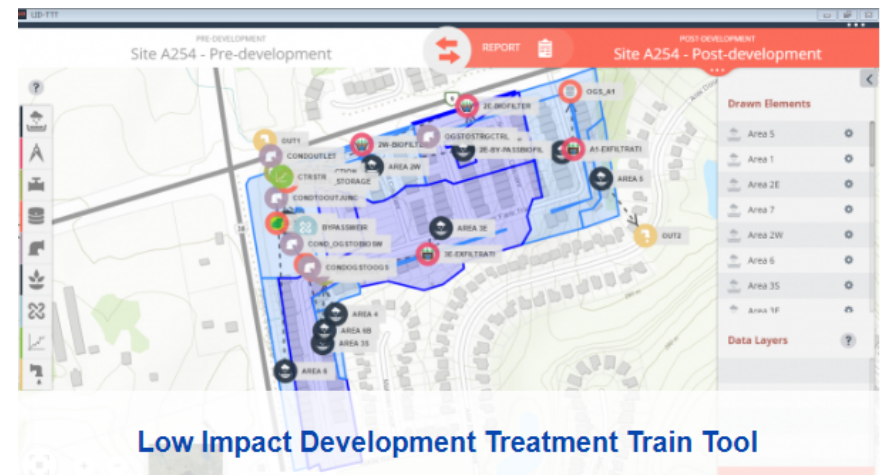 LID-TTT
PRE-DEVELOPMENT
Site A254 - Pre-development
REPORT
POST-DEVELOPMENT
Site A254 - Post-development
?
Drawn Elements
Area 5
Area 1
Area 2E
Area 7
Area 2W
Area 6
Area 3S
Area 3E
Data Layers
?
OGS_A1
2E-BIOFILTER
OUT1
2W-BIOFILT
OGSTOSTRGCTRL
CONDOUTLET
2E-BY-PASSBIOFIL
A1-EXFILTRATI
AREA 2W
CTRSTR
_STORAGE
AREA 5
CONDTOOUTJUNC
BYPASSWEIR
AREA 3E
OUT2
COND_OGSTOBIOSW
3E-EXFILTRATI
CONDOGSTOOGS
AREA 4
AREA 6B
AREA 3S
AREA 6
Low Impact Development Treatment Train Tool